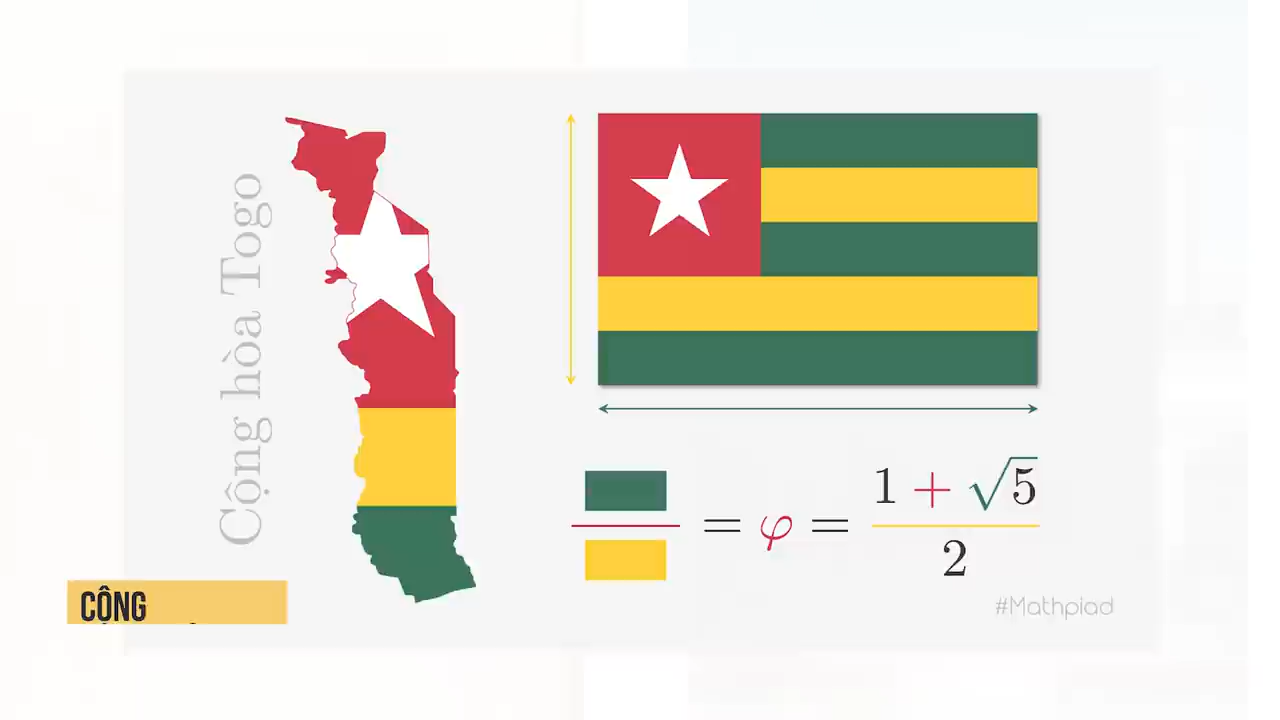 Cộng hòa Togo
= φ = 1 + √5
2
#Mathpiad
CỘNG